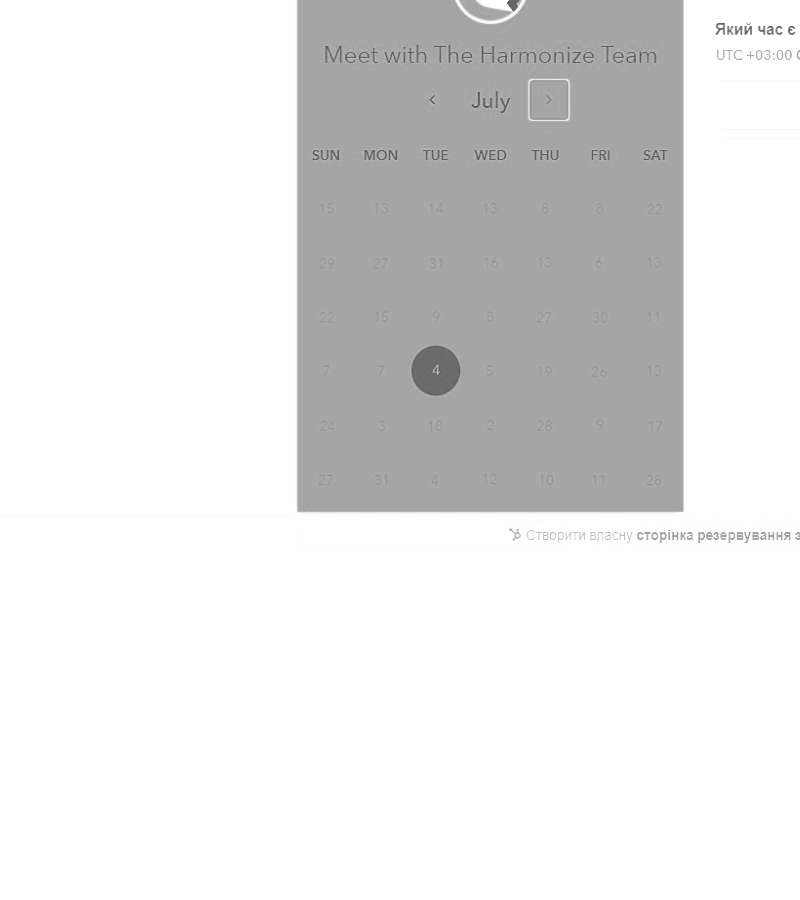 Meet with The Harmonize Team
July
SUN MON TUE WED THU FRI SAT
15 13 14 13 8 8 22
29 27 31 16 13 6 13
22 15 9 8 27 30 11
7 7 4 5 19 26 13
24 3 18 2 28 9 17
27 31 4 12 10 11 28
Який час є
UTC +03:00
Створити власну сторінка резервування з